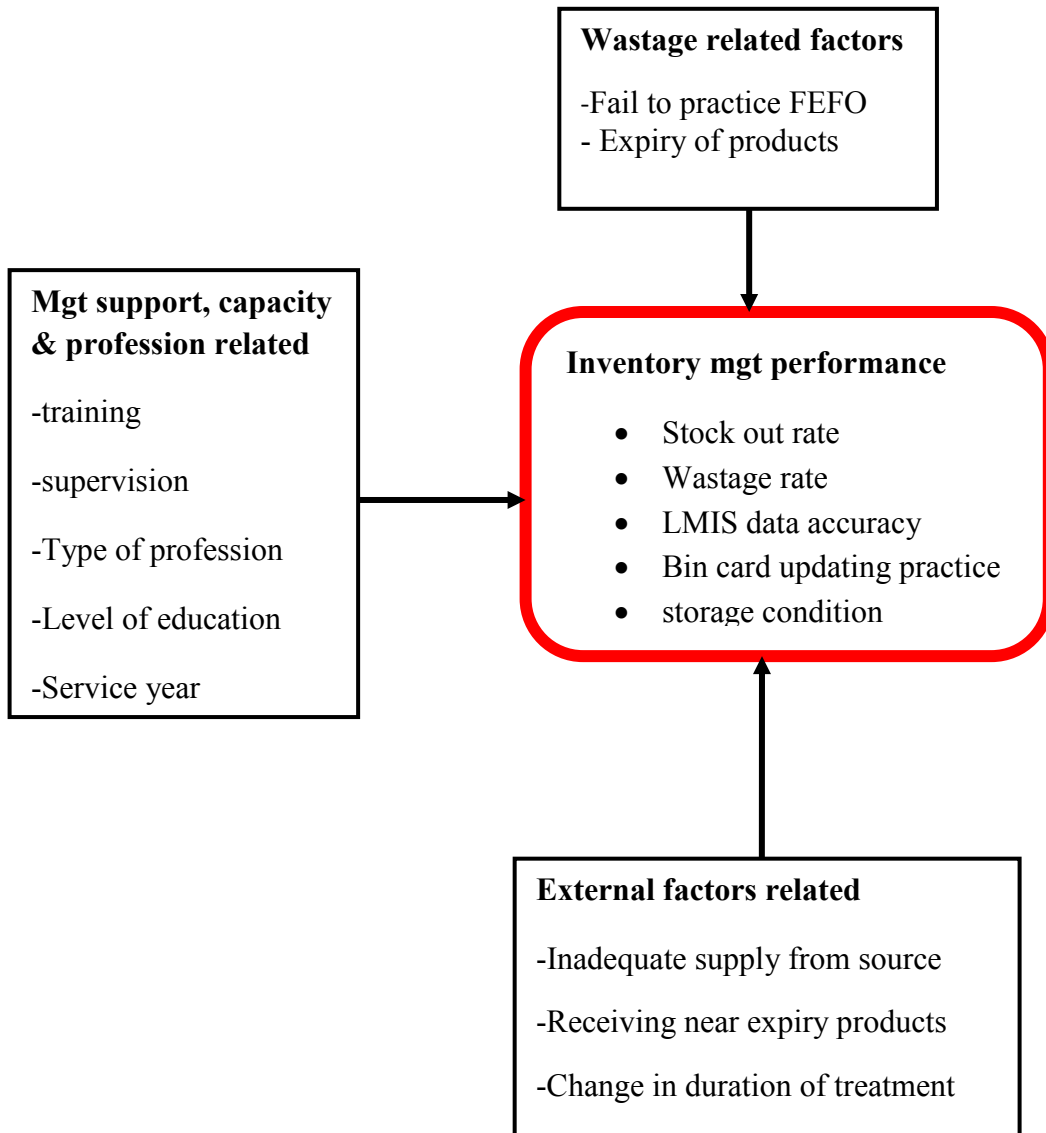 Wastage related factors
-Fail to practice FEFO
- Expiry of products
Mgt support, capacity
& profession related
-training
-supervision
-Type of profession
-Level of education
-Service year
Inventory mgt performance
• Stock out rate
• Wastage rate
• LMIS data accuracy
• Bin card updating practice
• storage condition
External factors related
-Inadequate supply from source
-Receiving near expiry products
-Change in duration of treatment